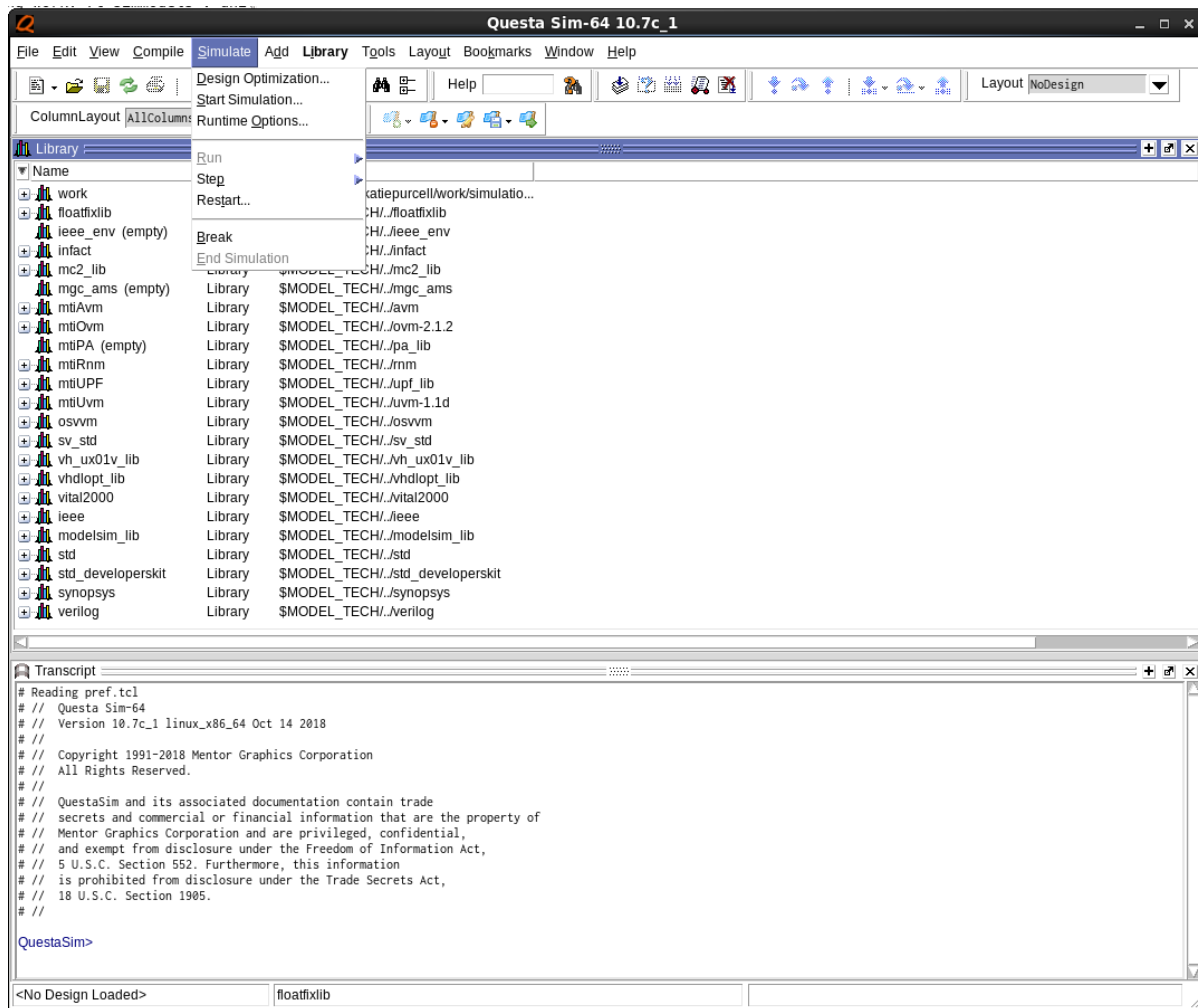 Questa Sim-64 10.7c_1
File Edit View Compile Simulate Add Library Tools Layout Bookmarks Window Help
Design Optimization...
Start Simulation...
Runtime Options...
Run
Step
Restart...
Break
End Simulation
Help
Layout NoDesign
ColumnLayout AllColumns
Library
Name
work katiepurcell/work/simulatio...
floatfixlib CH/../floatfixlib
ieee_env (empty) CH/../ieee_env
infact CH/../infact
mc2_lib Library $MODEL_TECH/../mc2_lib
mgc_ams (empty) Library $MODEL_TECH/../mgc_ams
mtiAvm Library $MODEL_TECH/../avm
mtiOvm Library $MODEL_TECH/../ovm-2.1.2
mtiPA (empty) Library $MODEL_TECH/../pa_lib
mtiRnm Library $MODEL_TECH/../rnm
mtiUPF Library $MODEL_TECH/../upf_lib
mtiUvm Library $MODEL_TECH/../uvm-1.1d
osvvm Library $MODEL_TECH/../osvvm
sv_std Library $MODEL_TECH/../sv_std
vh_ux01v_lib Library $MODEL_TECH/../vh_ux01v_lib
vhdlopt_lib Library $MODEL_TECH/../vhdlopt_lib
vital2000 Library $MODEL_TECH/../vital2000
ieee Library $MODEL_TECH/../ieee
modelsim_lib Library $MODEL_TECH/../modelsim_lib
std Library $MODEL_TECH/../std
std_developerskit Library $MODEL_TECH/../std_developerskit
synopsys Library $MODEL_TECH/../synopsys
verilog Library $MODEL_TECH/../verilog
Transcript
# Reading pref.tcl
# // Questa Sim-64
# // Version 10.7c_1 linux_x86_64 Oct 14 2018
# //
# // Copyright 1991-2018 Mentor Graphics Corporation
# // All Rights Reserved.
# //
# // QuestaSim and its associated documentation contain trade
# // secrets and commercial or financial information that are the property of
# // Mentor Graphics Corporation and are privileged, confidential,
# // and exempt from disclosure under the Freedom of Information Act,
# // 5 U.S.C. Section 552. Furthermore, this information
# // is prohibited from disclosure under the Trade Secrets Act,
# // 18 U.S.C. Section 1905.
# //
QuestaSim>
<No Design Loaded> floatfixlib